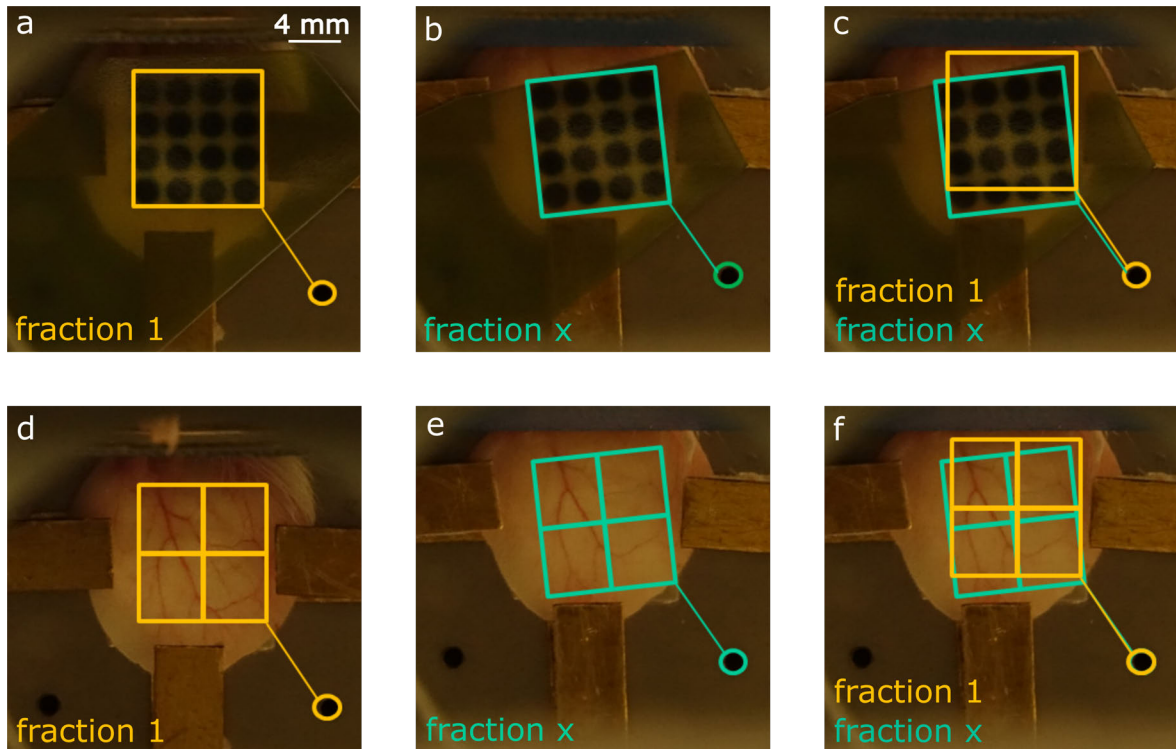 a
4 mm
fraction 1
b
fraction x
c
fraction 1
fraction x
d
fraction 1
e
fraction x
f
fraction 1
fraction x